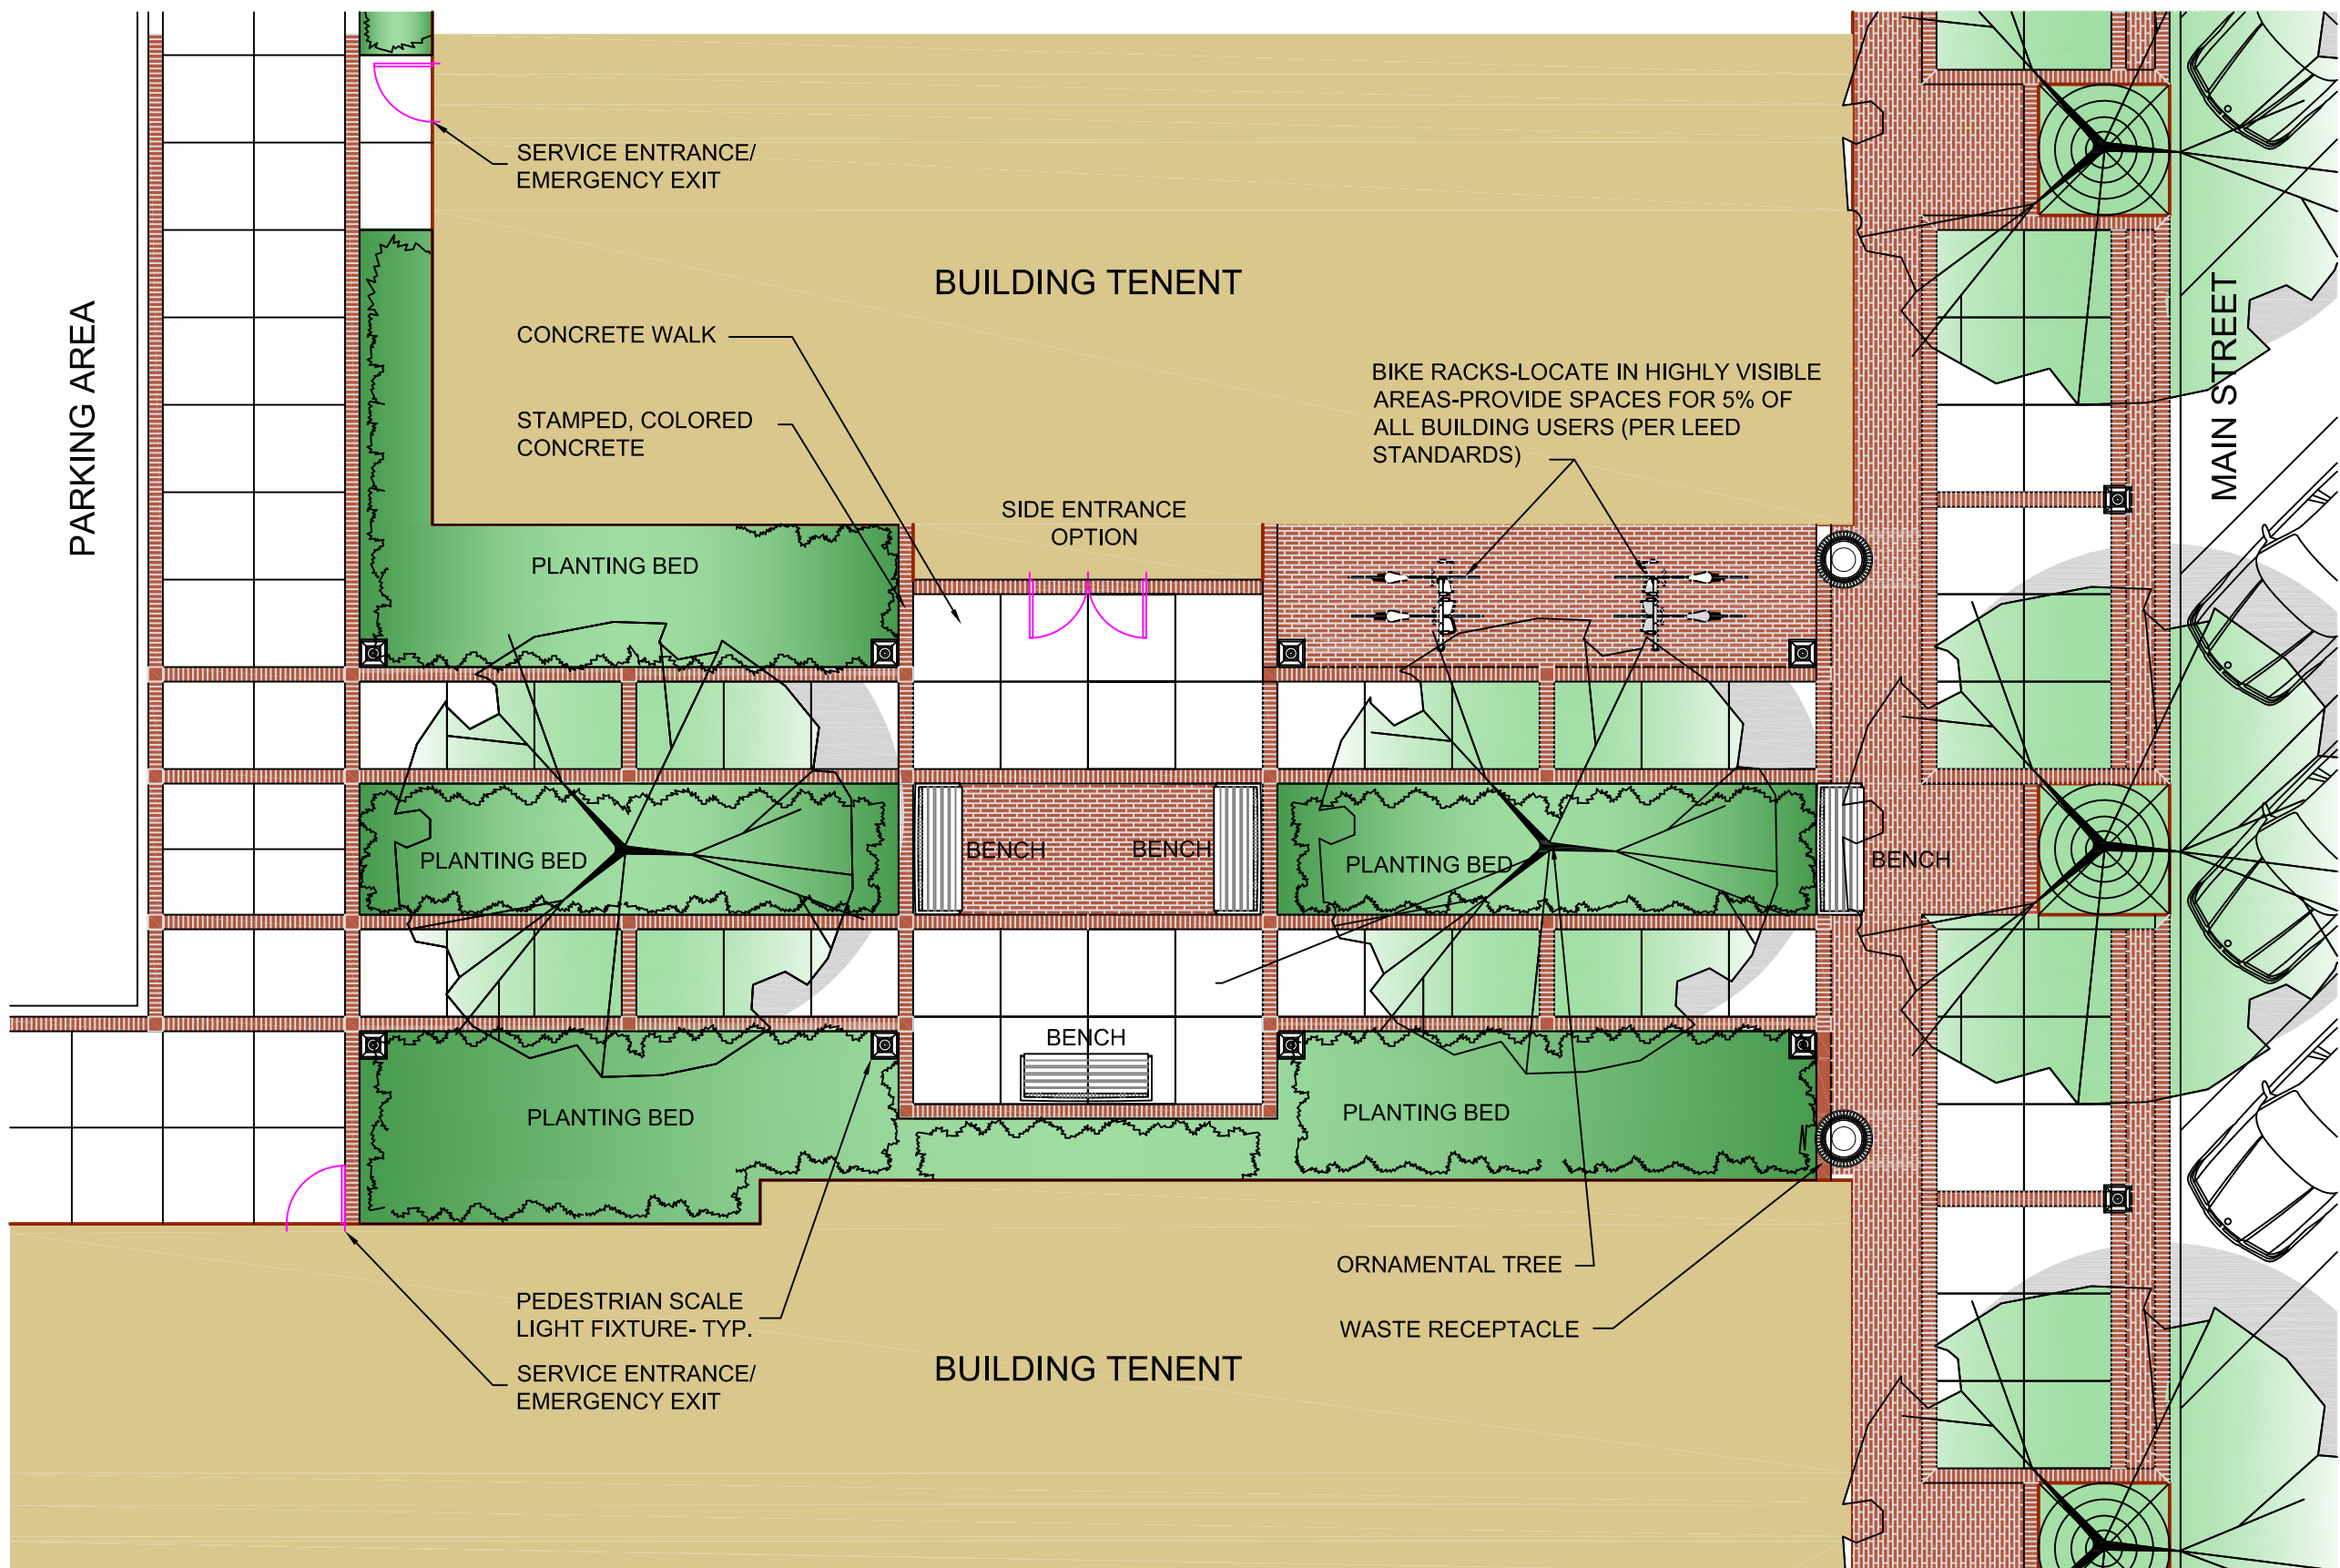 SERVICE ENTRANCE/
EMERGENCY EXIT
BUILDING TENENT
PARKING AREA
MAIN STREET
CONCRETE WALK
STAMPED, COLORED
CONCRETE
BIKE RACKS-LOCATE IN HIGHLY VISIBLE
AREAS-PROVIDE SPACES FOR 5% OF
ALL BUILDING USERS (PER LEED
STANDARDS)
SIDE ENTRANCE
OPTION
PLANTING BED
PLANTING BED
BENCH
BENCH
PLANTING BED
BENCH
BENCH
PLANTING BED
PLANTING BED
ORNAMENTAL TREE
WASTE RECEPTACLE
PEDESTRIAN SCALE
LIGHT FIXTURE- TYP.
SERVICE ENTRANCE/
EMERGENCY EXIT
BUILDING TENENT